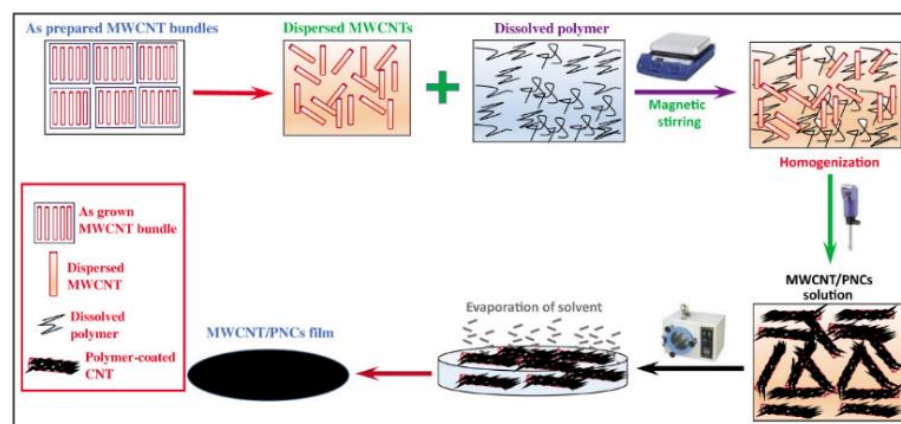 As prepared MWCNT bundles
Dispersed MWCNTs
Dissolved polymer
Magnetic
stirring
Homogenization
As grown
MWCNT bundle
Dispersed
MWCNT
Dissolved
polymer
Polymer-coated
CNT
MWCNT/PNCs film
Evaporation of solvent
MWCNT/PNCs
solution